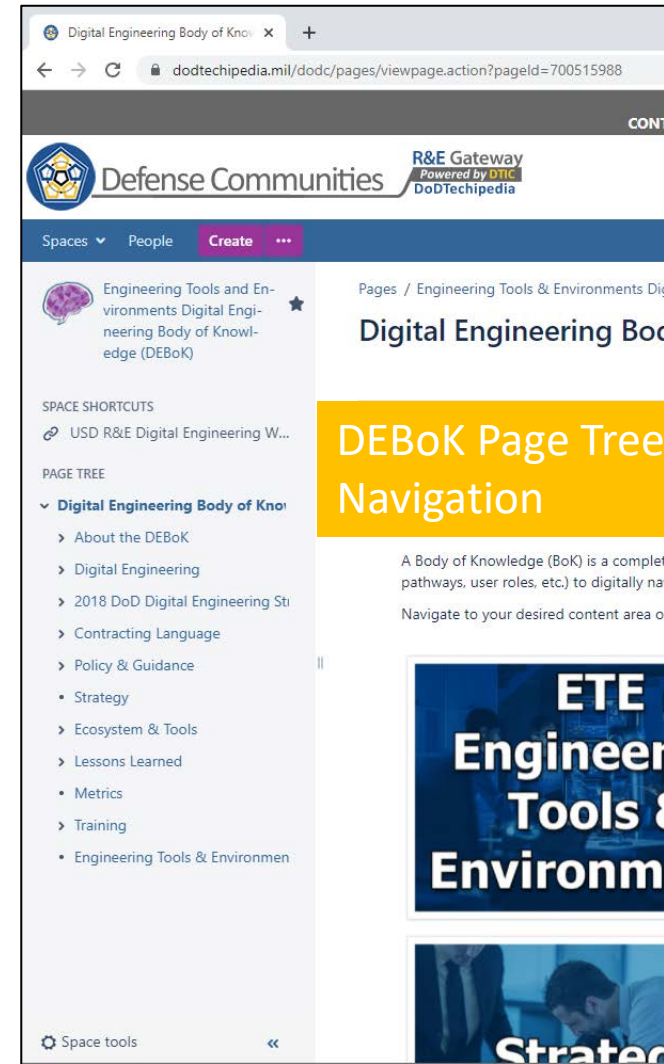 Digital Engineering Body of Know
dodtechipedia.mil/dodc/pages/viewpage.action?pageId=700515988
CONT
Defense Communities
R&E Gateway
Powered by DTIC
DoDTechipedia
Spaces People Create ...
Engineering Tools and En-
vironments Digital Engi-
neering Body of Knowl-
edge (DEBoK)
SPACE SHORTCUTS
USD R&E Digital Engineering W...
PAGE TREE
Digital Engineering Body of Know
About the DEBoK
Digital Engineering
2018 DoD Digital Engineering Str
Contracting Language
Policy & Guidance
Strategy
Ecosystem & Tools
Lessons Learned
Metrics
Training
Engineering Tools & Environmen
Space tools
Pages / Engineering Tools & Environments Dig
Digital Engineering Bod
DEBoK Page Tree
Navigation
A Body of Knowledge (BoK) is a complet
pathways, user roles, etc.) to digitally na
Navigate to your desired content area o
ETE
Engineer
Tools &
Environm
Strateg